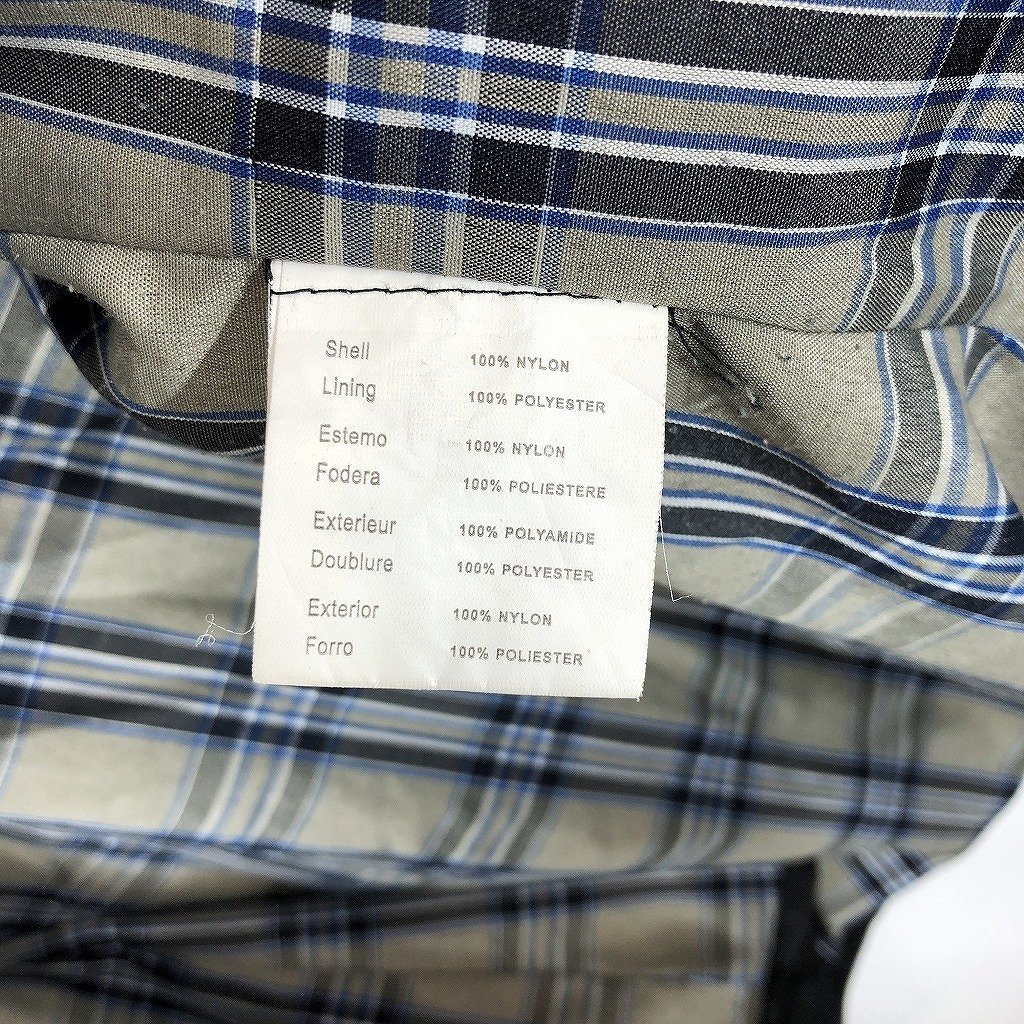 Shell 100% NYLON
Lining 100% POLYESTER
Estemo 100% NYLON
Fodera 100% POLIESTERE
Exterieur 100% POLYAMIDE
Doublure 100% POLYESTER
Exterior 100% NYLON
Forro 100% POLIESTER